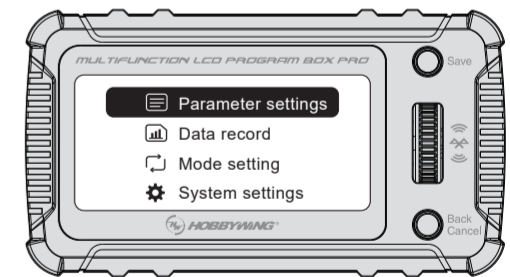 MULTIFUNCTION LCD PROGRAM BOX PRO
Save
Parameter settings
Data record
Mode setting
System settings
HOBBYWING®
Back
Cancel